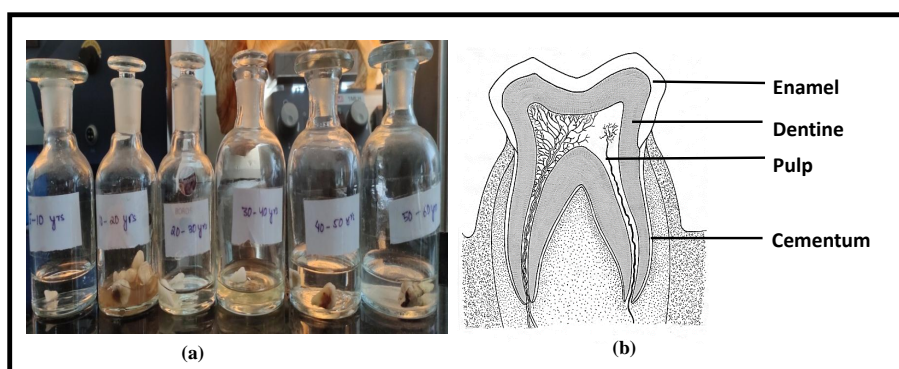 5-10 yrs
0-20 yrs
20-30 yrs
30-40 yrs
40-50 yrs
50-60 yrs
(a)
Enamel
Dentine
Pulp
Cementum
(b)